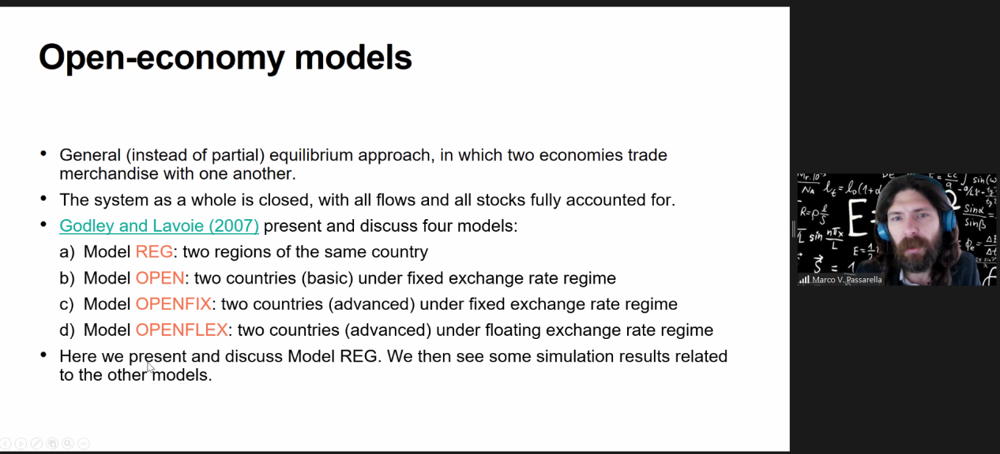 Open-economy models
• General (instead of partial) equilibrium approach, in which two economies trade
merchandise with one another.
• The system as a whole is closed, with all flows and all stocks fully accounted for.
• Godley and Lavoie (2007) present and discuss four models:
a) Model REG: two regions of the same country
b) Model OPEN: two countries (basic) under fixed exchange rate regime
c) Model OPENFIX: two countries (advanced) under fixed exchange rate regime
d) Model OPENFLEX: two countries (advanced) under floating exchange rate regime
• Here we present and discuss Model REG. We then see some simulation results related
to the other models.
Marco V. Passarella